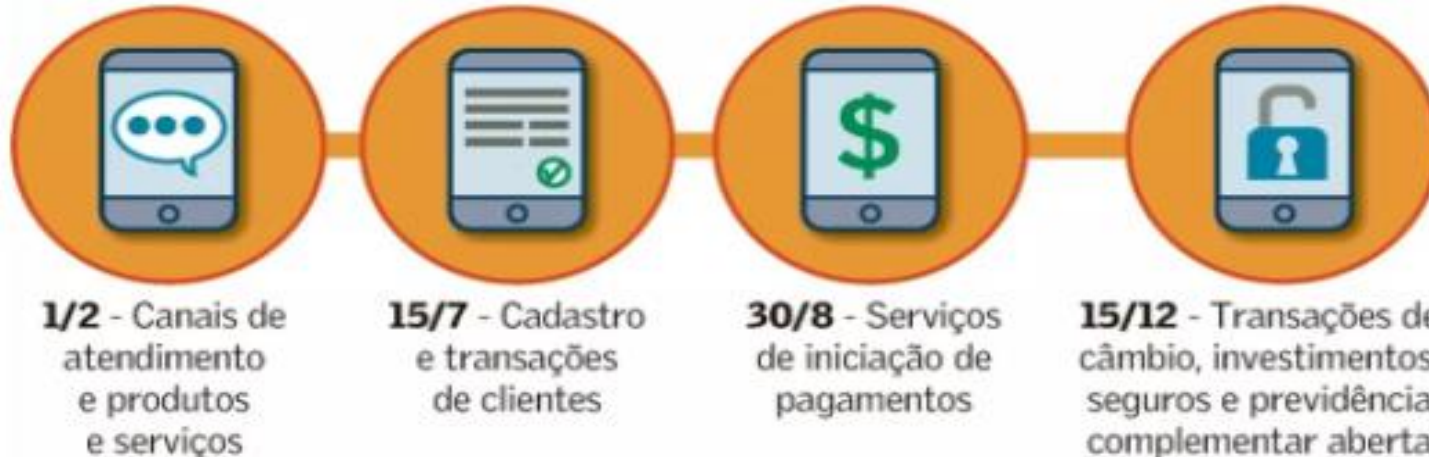 1/2 - Canais de
atendimento
e produtos
e serviços
15/7 - Cadastro
e transações
de clientes
30/8 - Serviços
de iniciação de
pagamentos
15/12 - Transações de
câmbio, investimentos
seguros e previdência
complementar aberta